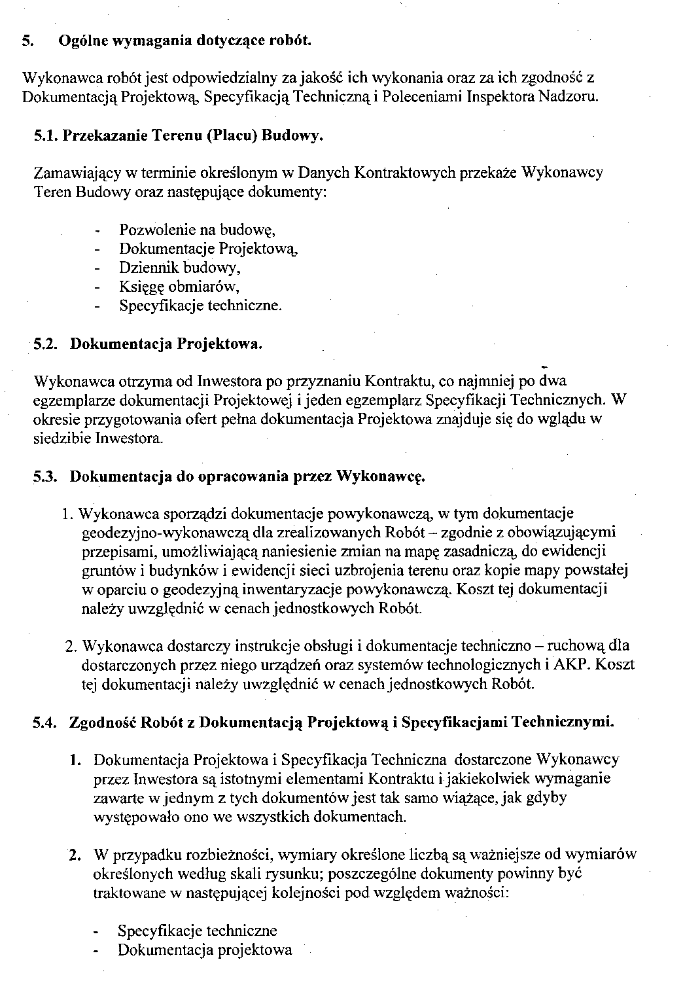 5. Ogólne wymagania dotyczące robót.
Wykonawca robót jest odpowiedzialny za jakość ich wykonania oraz za ich zgodność z
Dokumentacją Projektową, Specyfikacją Techniczną i Poleceniami Inspektora Nadzoru.
5.1. Przekazanie Terenu (Placu) Budowy.
Zamawiający w terminie określonym w Danych Kontraktowych przekaże Wykonawcy
Teren Budowy oraz następujące dokumenty:
- Pozwolenie na budowę,
- Dokumentacje Projektową,
- Dziennik budowy,
- Księgę obmiarów,
- Specyfikacje techniczne.
5.2. Dokumentacja Projektowa.
Wykonawca otrzyma od Inwestora po przyznaniu Kontraktu, co najmniej po dwa
egzemplarze dokumentacji Projektowej i jeden egzemplarz Specyfikacji Technicznych. W
okresie przygotowania ofert pełna dokumentacja Projektowa znajduje się do wglądu w
siedzibie Inwestora.
5.3. Dokumentacja do opracowania przez Wykonawcę.
1. Wykonawca sporządzi dokumentacje powykonawczą, w tym dokumentacje
geodezyjno-wykonawczą dla zrealizowanych Robót – zgodnie z obowiązującymi
przepisami, umożliwiającą naniesienie zmian na mapę zasadniczą, do ewidencji
gruntów i budynków i ewidencji sieci uzbrojenia terenu oraz kopie mapy powstałej
w oparciu o geodezyjną inwentaryzacje powykonawczą. Koszt tej dokumentacji
należy uwzględnić w cenach jednostkowych Robót.
2. Wykonawca dostarczy instrukcje obsługi i dokumentacje techniczno – ruchową dla
dostarczonych przez niego urządzeń oraz systemów technologicznych i AKP. Koszt
tej dokumentacji należy uwzględnić w cenach jednostkowych Robót.
5.4. Zgodność Robót z Dokumentacją Projektową i Specyfikacjami Technicznymi.
1. Dokumentacja Projektowa i Specyfikacja Techniczna dostarczone Wykonawcy
przez Inwestora są istotnymi elementami Kontraktu i jakiekolwiek wymaganie
zawarte w jednym z tych dokumentów jest tak samo wiążące, jak gdyby
występowało ono we wszystkich dokumentach.
2. W przypadku rozbieżności, wymiary określone liczbą są ważniejsze od wymiarów
określonych według skali rysunku; poszczególne dokumenty powinny być
traktowane w następującej kolejności pod względem ważności:
- Specyfikacje techniczne
- Dokumentacja projektowa